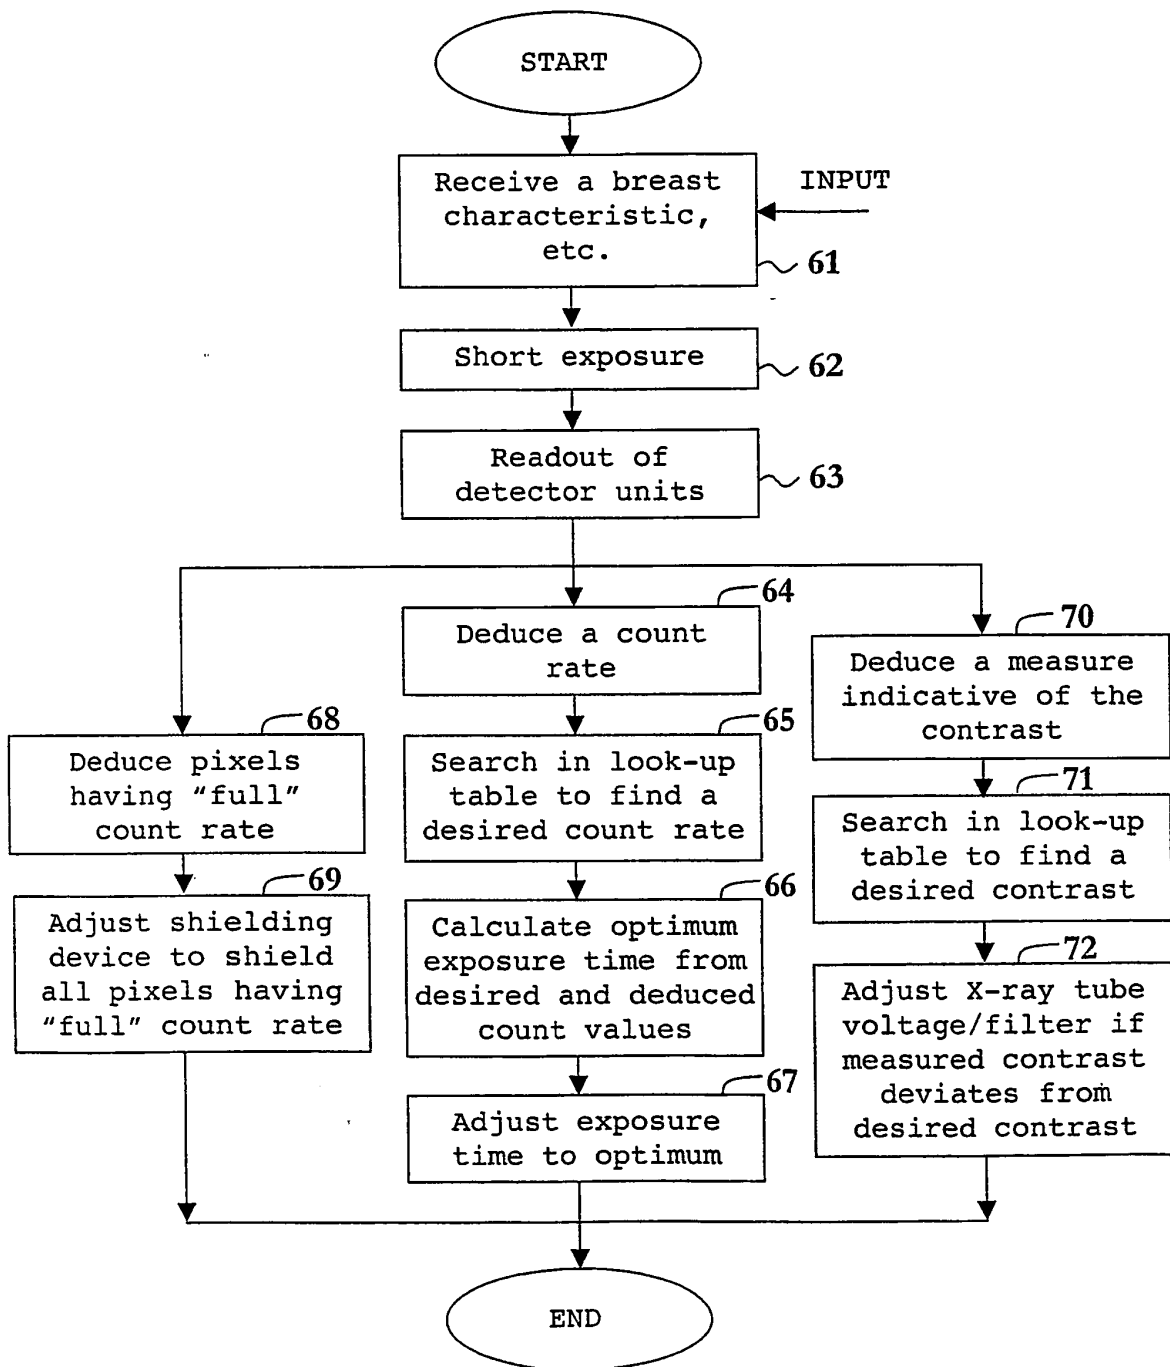 START
Receive a breast
characteristic,
etc.
INPUT
61
Short exposure
62
Readout of
detector units
63
64
Deduce a count
rate
70
Deduce a measure
indicative of the
contrast
68
Deduce pixels
having “full”
count rate
65
Search in look-up
table to find a
desired count rate
71
Search in look-up
table to find a
desired contrast
69
Adjust shielding
device to shield
all pixels having
“full” count rate
66
Calculate optimum
exposure time from
desired and deduced
count values
72
Adjust X-ray tube
voltage/filter if
measured contrast
deviates from
desired contrast
67
Adjust exposure
time to optimum
END